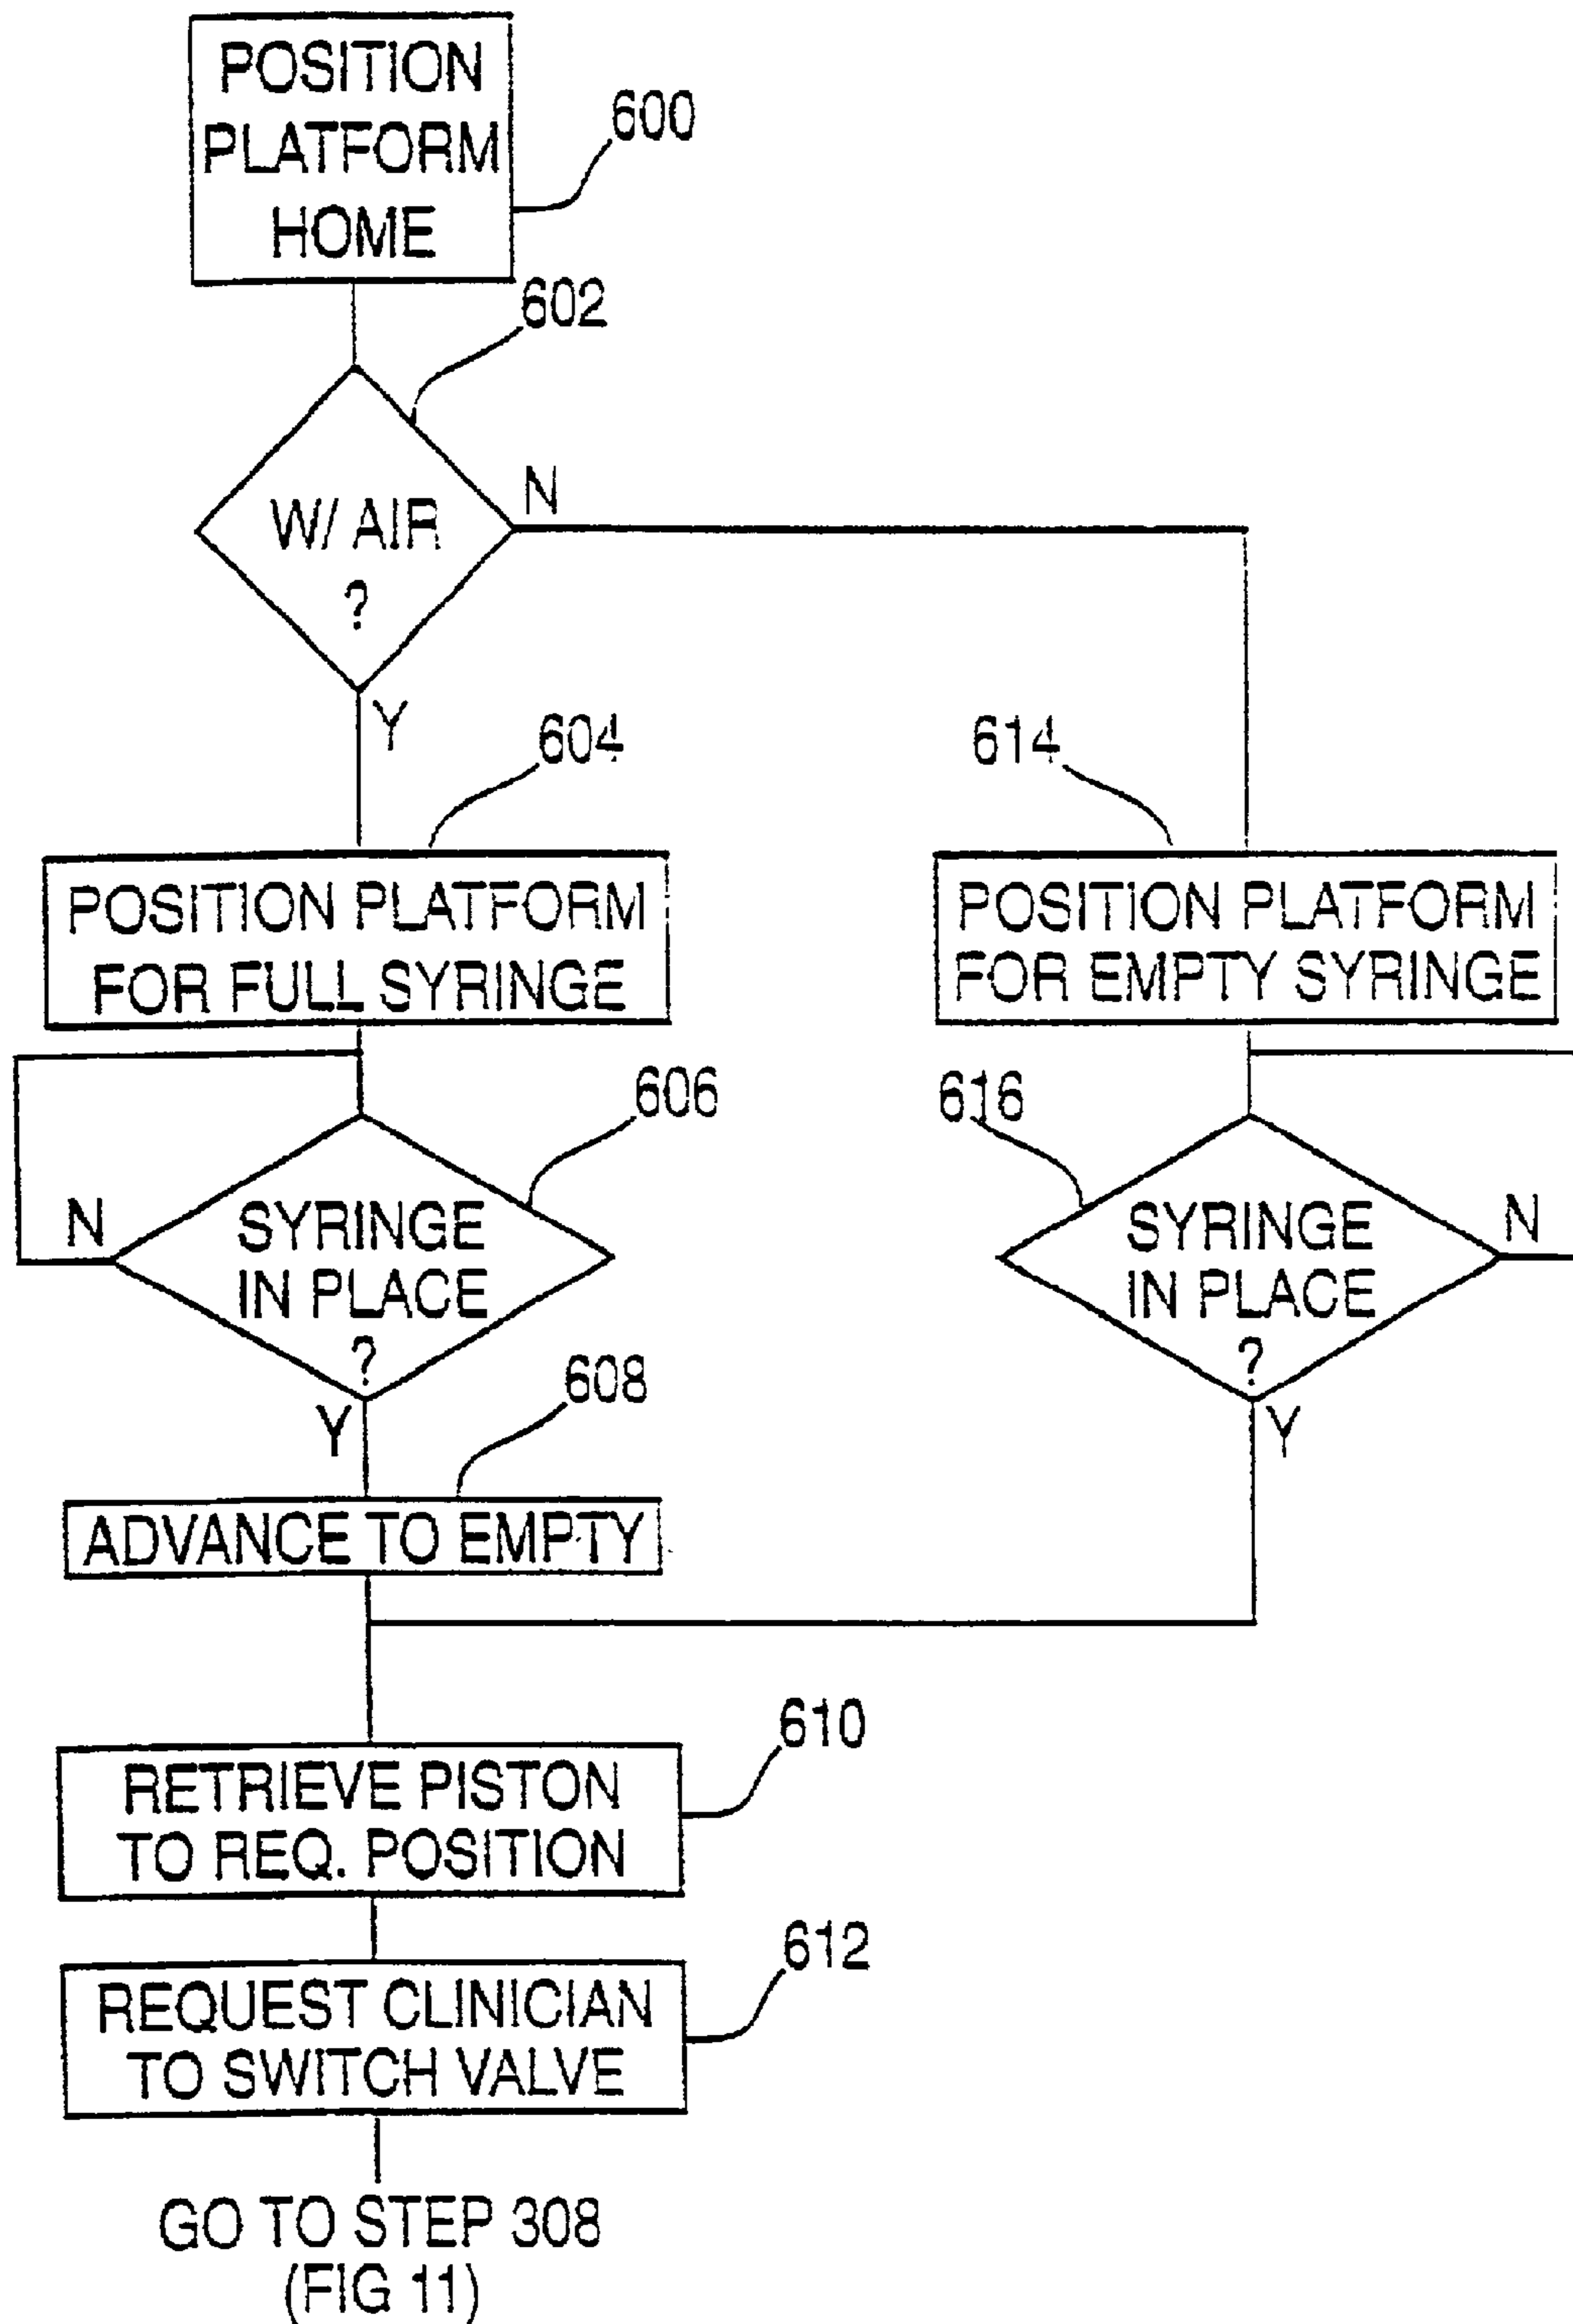 POSITION
PLATFORM
HOME
600
602
W/ AIR
?
N
Y
604
POSITION PLATFORM
FOR FULL SYRINGE
614
POSITION PLATFORM
FOR EMPTY SYRINGE
606
SYRINGE
IN PLACE
?
N
Y
616
SYRINGE
IN PLACE
?
N
Y
608
ADVANCE TO EMPTY
610
RETRIEVE PISTON
TO REQ. POSITION
612
REQUEST CLINICIAN
TO SWITCH VALVE
GO TO STEP 308
(FIG 11)